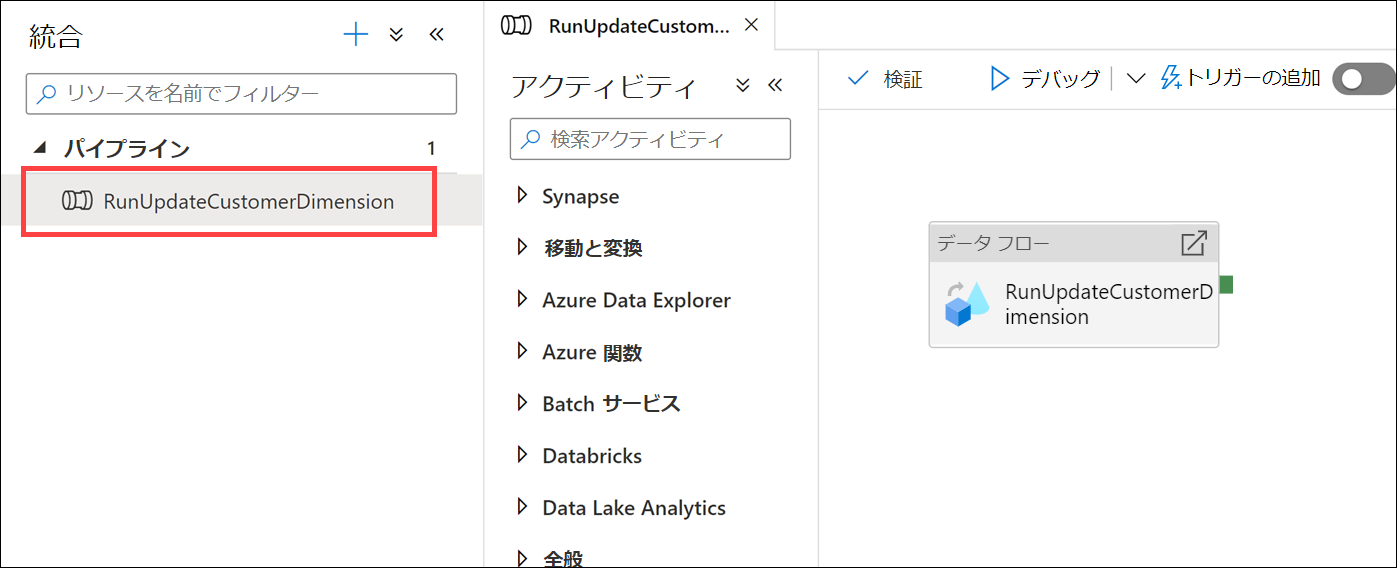 統合
リソースを名前でフィルター
パイプライン 1
RunUpdateCustomerDimension
RunUpdateCustom...
アクティビティ
検索アクティビティ
Synapse
移動と変換
Azure Data Explorer
Azure 関数
Batch サービス
Databricks
Data Lake Analytics
全般
検証 デバッグ トリガーの追加
データ フロー
RunUpdateCustomerD
imension